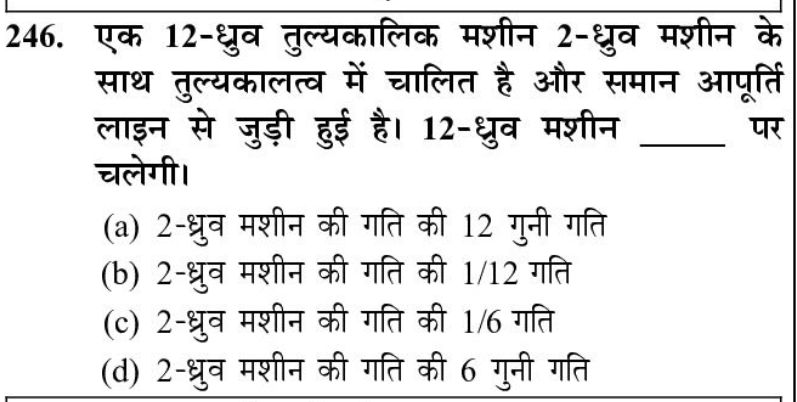 246. एक 12-ध्रुव तुल्यकालिक मशीन 2-ध्रुव मशीन के
साथ तुल्यकालत्व में चालित है और समान आपूर्ति
लाइन से जुड़ी हुई है। 12-ध्रुव मशीन ______ पर
चलेगी।
(a) 2-ध्रुव मशीन की गति की 12 गुनी गति
(b) 2-ध्रुव मशीन की गति की 1/12 गति
(c) 2-ध्रुव मशीन की गति की 1/6 गति
(d) 2-ध्रुव मशीन की गति की 6 गुनी गति